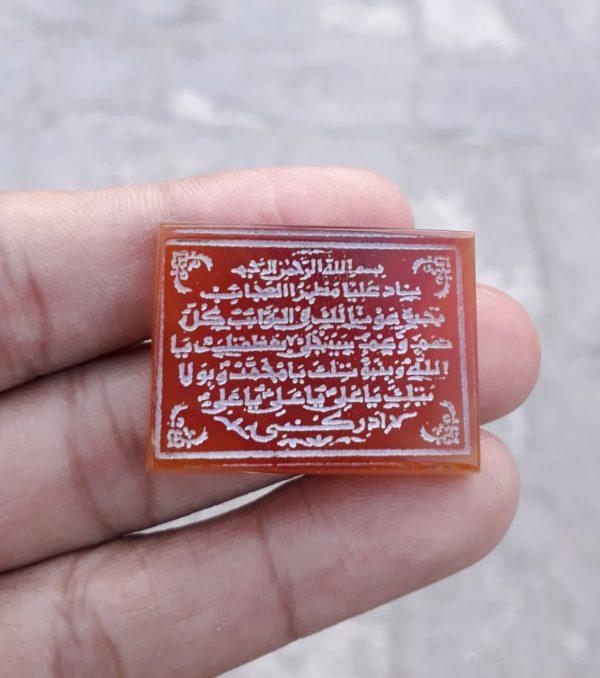 بسم الله الرحمن الرحيم
يناد عليا مظهر العجائب
تجده عونا لك في النوائب كل
هم وغم سينجلي بعظمتك يا
الله وبنبوتك يا محمد وبولا
يتك يا علي يا علي يا علي
ادركني